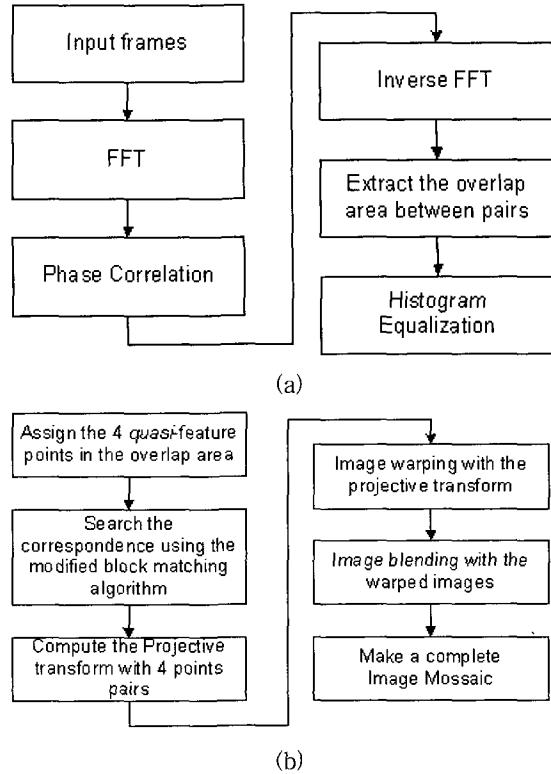 Input frames
FFT
Phase Correlation
Inverse FFT
Extract the overlap
area between pairs
Histogram
Equalization
(a)
Assign the 4 quasi-feature
points in the overlap area
Search the
correspondence using the
modified block matching
algorithm
Compute the Projective
transform with 4 points
pairs
Image warping with the
projective transform
Image blending with the
warped images
Make a complete
Image Mossaic
(b)